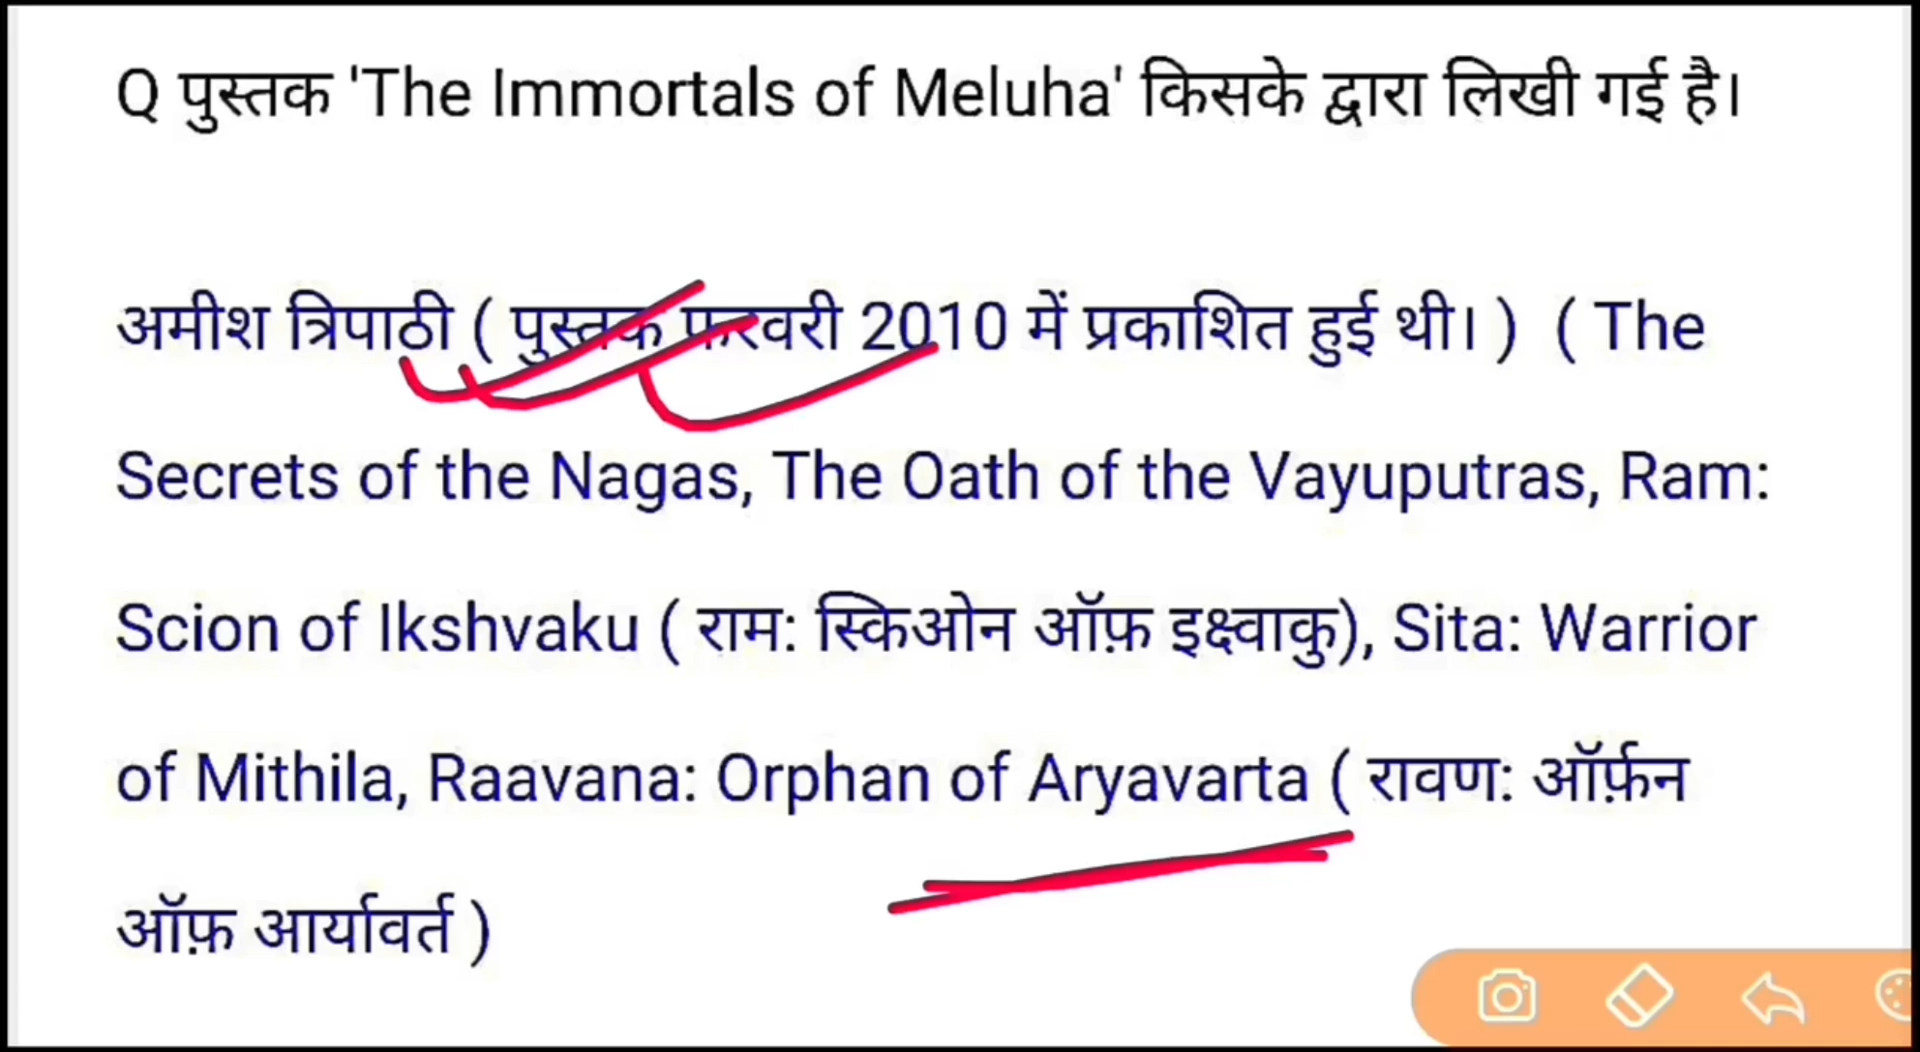 Q पुस्तक 'The Immortals of Meluha' किसके द्वारा लिखी गई है।
अमीश त्रिपाठी ( पुस्तक फरवरी 2010 में प्रकाशित हुई थी। ) ( The
Secrets of the Nagas, The Oath of the Vayuputras, Ram:
Scion of Ikshvaku ( राम: स्किओन ऑफ़ इक्ष्वाकु), Sita: Warrior
of Mithila, Raavana: Orphan of Aryavarta ( रावण: ऑर्फ़न
ऑफ़ आर्यावर्त )